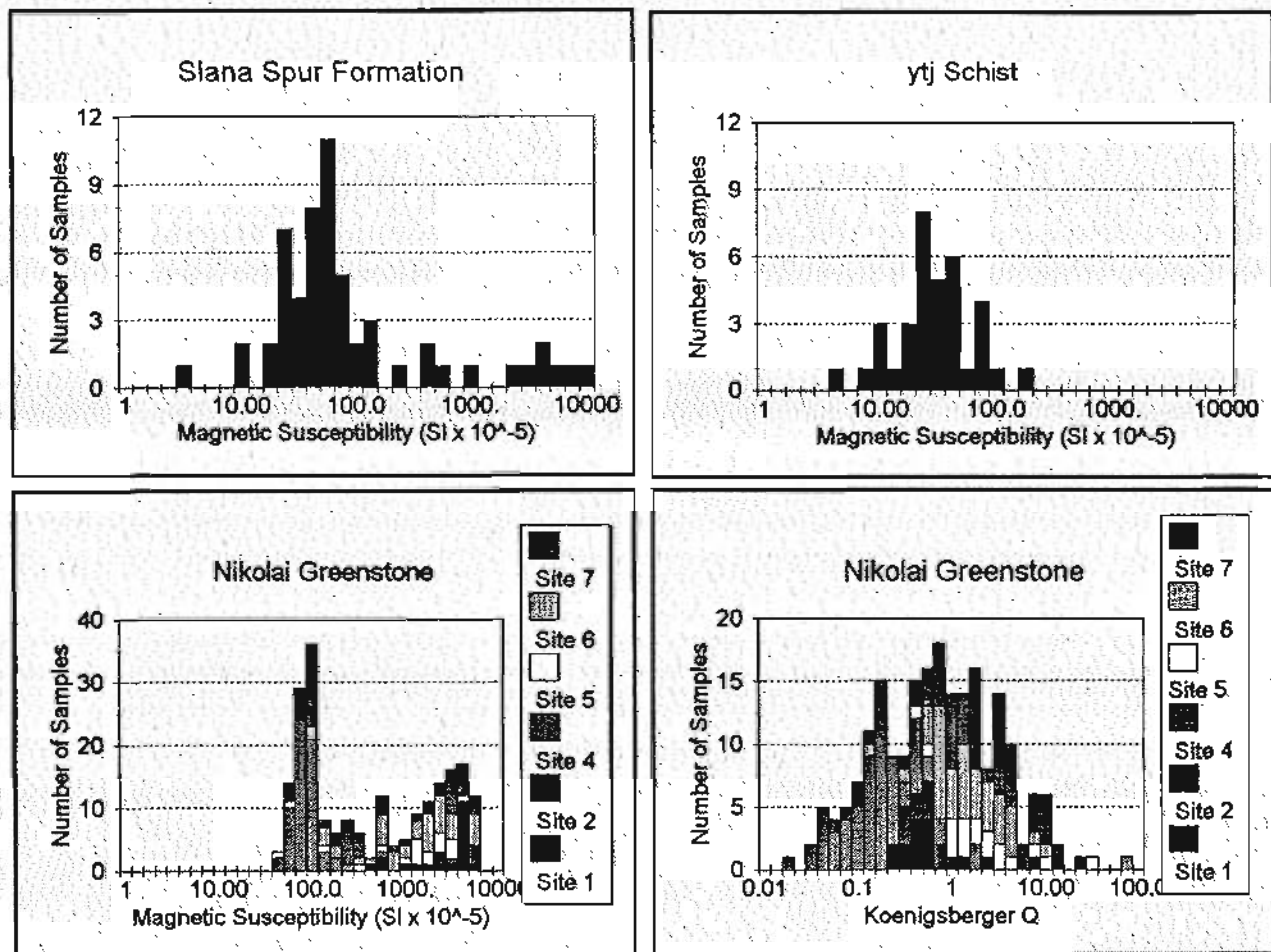 Slana Spur Formation
Number of Samples
12
9
6
3
0
1 10.00 100.0 1000. 10000
Magnetic Susceptibility (SI x 10^-5)
ytj Schist
Number of Samples
12
9
6
3
0
1 10.00 100.0 1000. 10000
Magnetic Susceptibility (SI x 10^-5)
Nikolai Greenstone
Number of Samples
40
30
20
10
0
1 10.00 100.0 1000. 10000
Magnetic Susceptibility (SI x 10^-5)
Site 7
Site 6
Site 5
Site 4
Site 2
Site 1
Nikolai Greenstone
Number of Samples
20
15
10
5
0
0.01 0.1 1 10.00 100.0
Koenigsberger Q
Site 7
Site 6
Site 5
Site 4
Site 2
Site 1